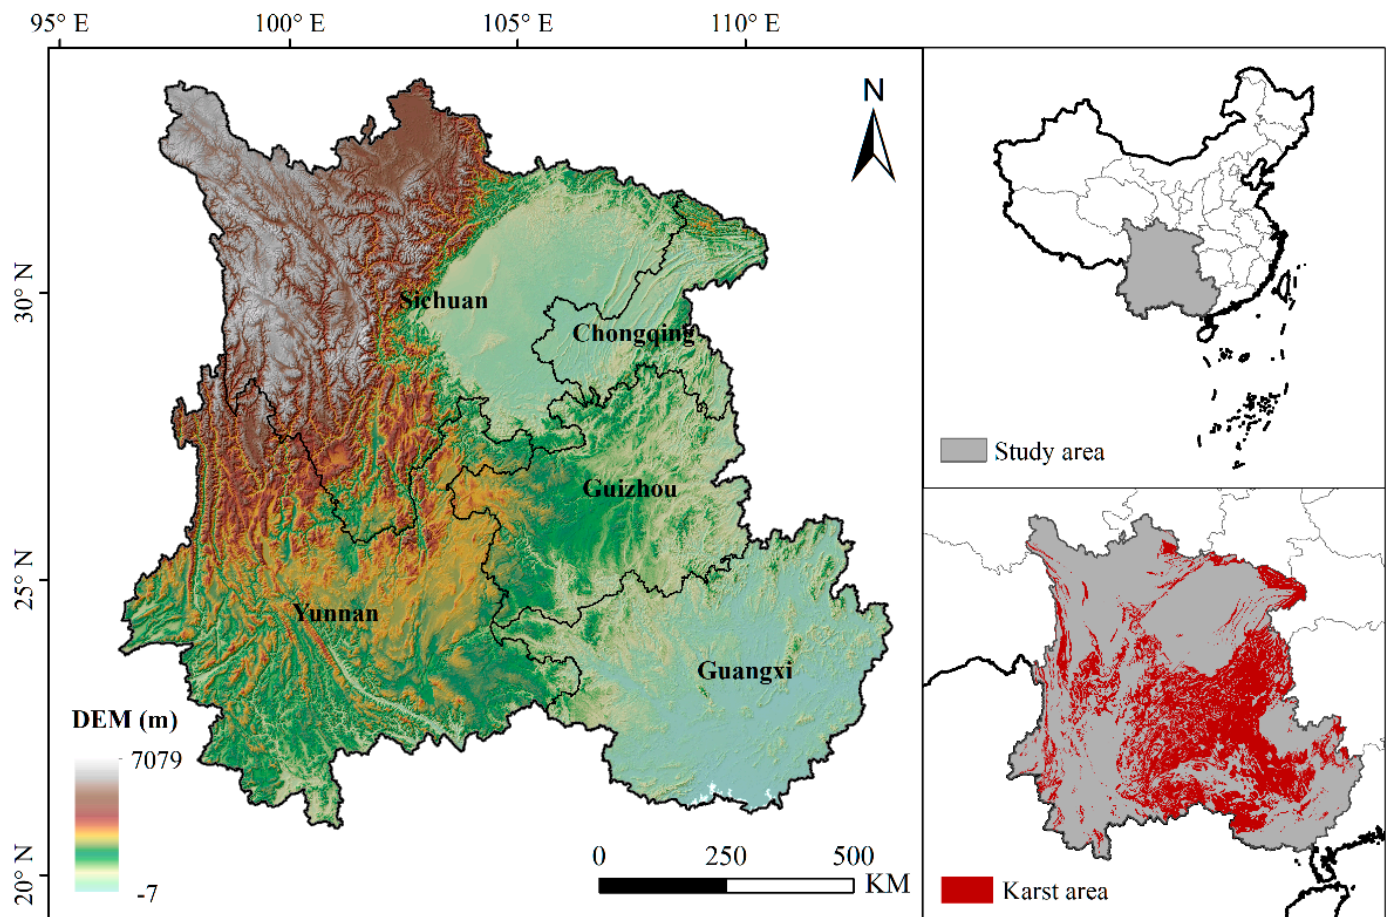 95° E
100° E
105° E
110° E
N
30° N
25° N
20° N
Sichuan
Chongqing
Guizhou
Yunnan
Guangxi
DEM (m)
7079
-7
0
250
500
KM
Study area
Karst area